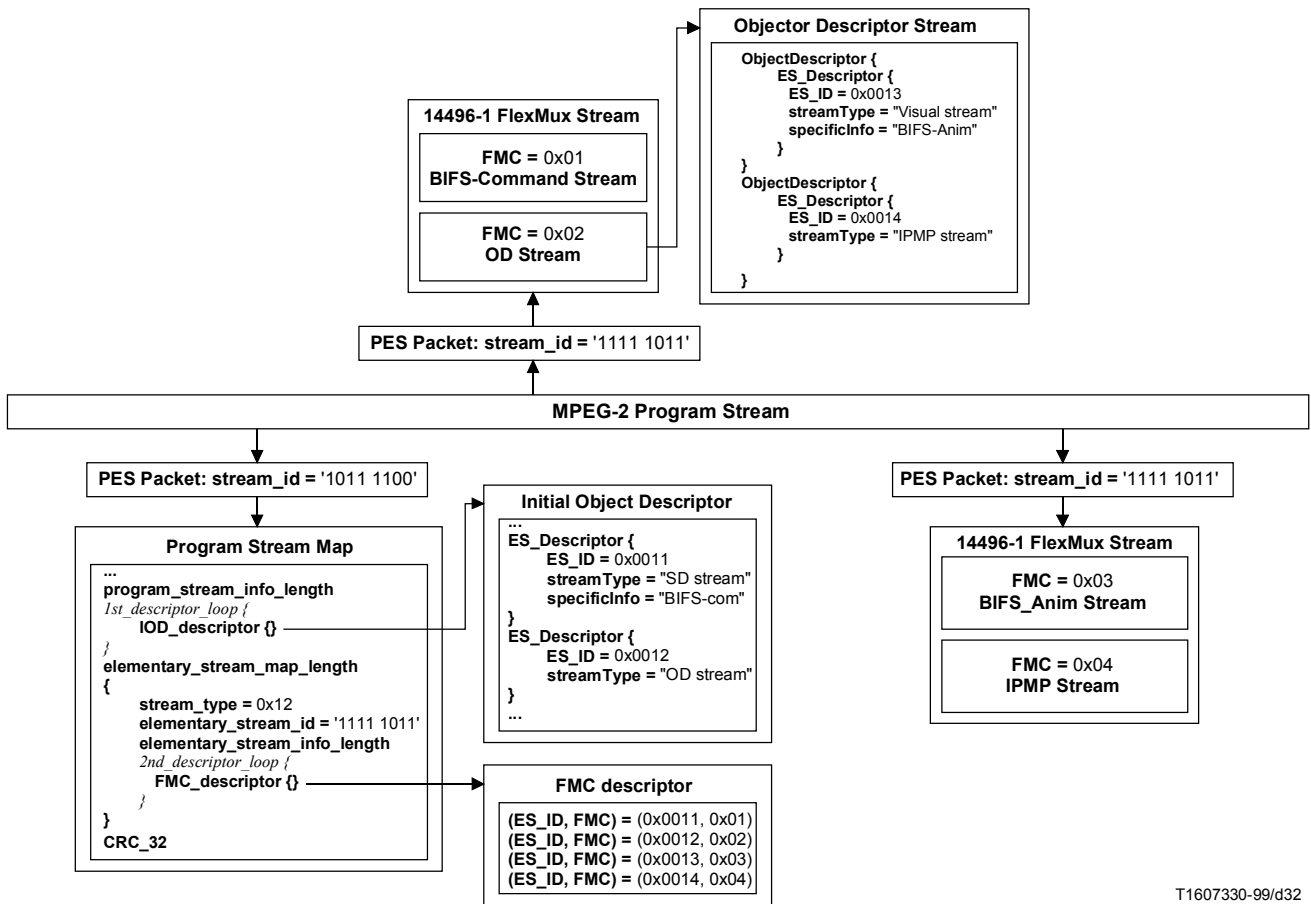 Objector Descriptor Stream
ObjectDescriptor {
ES_Descriptor {
ES_ID = 0x0013
streamType = "Visual stream"
specificInfo = "BIFS-Anim"
}
}
ObjectDescriptor {
ES_Descriptor {
ES_ID = 0x0014
streamType = "IPMP stream"
}
}
14496-1 FlexMux Stream
FMC = 0x01
BIFS-Command Stream
FMC = 0x02
OD Stream
PES Packet: stream_id = '1111 1011'
MPEG-2 Program Stream
PES Packet: stream_id = '1011 1100'
Program Stream Map
...
program_stream_info_length
1st_descriptor_loop {
IOD_descriptor {}
}
elementary_stream_map_length
{
stream_type = 0x12
elementary_stream_id = '1111 1011'
elementary_stream_info_length
2nd_descriptor_loop {
FMC_descriptor {}
}
}
CRC_32
Initial Object Descriptor
...
ES_Descriptor {
ES_ID = 0x0011
streamType = "SD stream"
specificInfo = "BIFS-com"
}
ES_Descriptor {
ES_ID = 0x0012
streamType = "OD stream"
}
...
FMC descriptor
(ES_ID, FMC) = (0x0011, 0x01)
(ES_ID, FMC) = (0x0012, 0x02)
(ES_ID, FMC) = (0x0013, 0x03)
(ES_ID, FMC) = (0x0014, 0x04)
PES Packet: stream_id = '1111 1011'
14496-1 FlexMux Stream
FMC = 0x03
BIFS_Anim Stream
FMC = 0x04
IPMP Stream
T1607330-99/d32